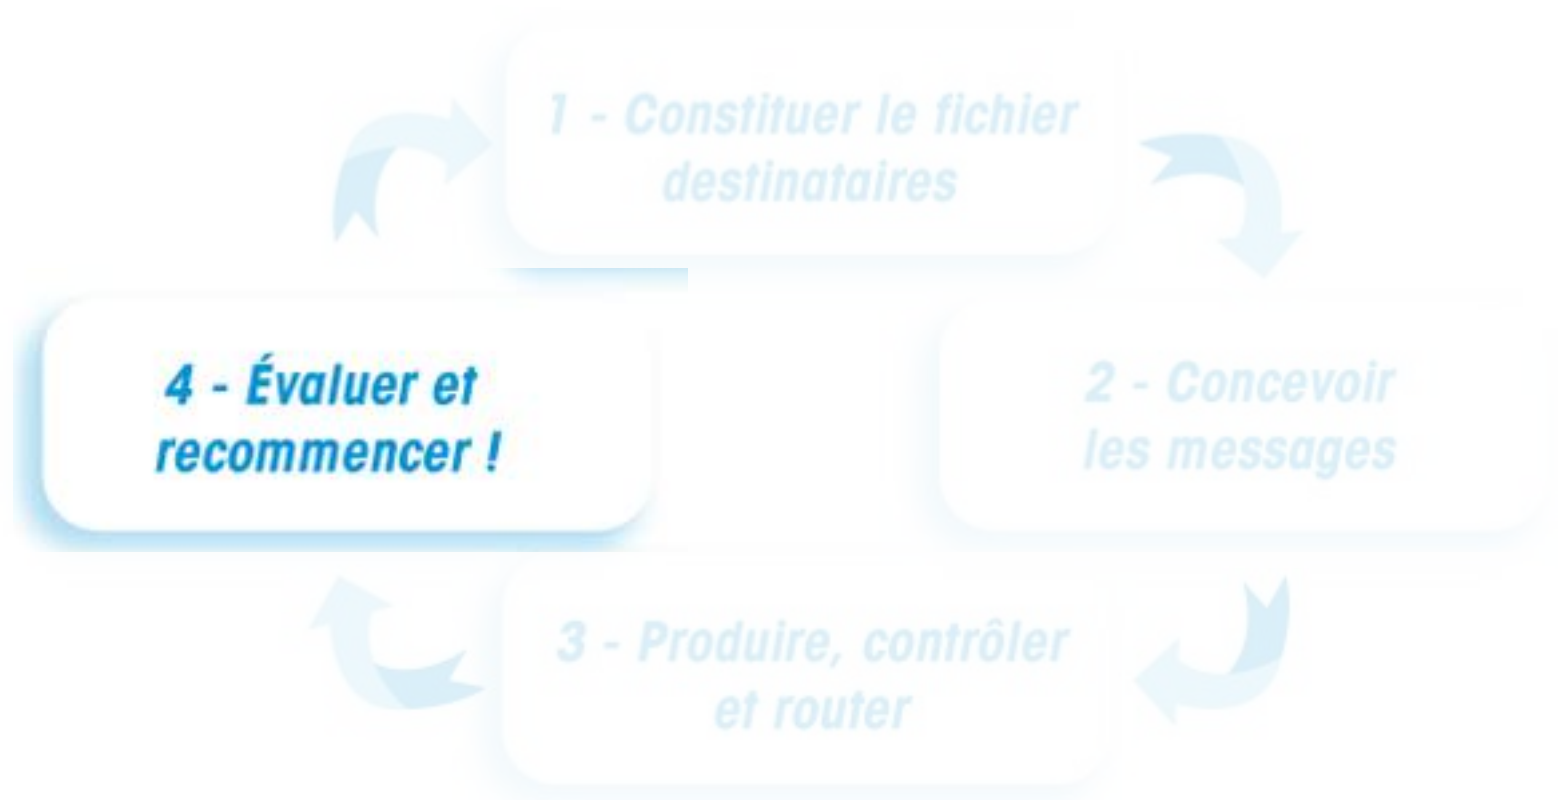 1 - Constituer le fichier
destinataires
2 - Concevoir
les messages
3 - Produire, contrôler
et router
4 - Évaluer et
recommencer !